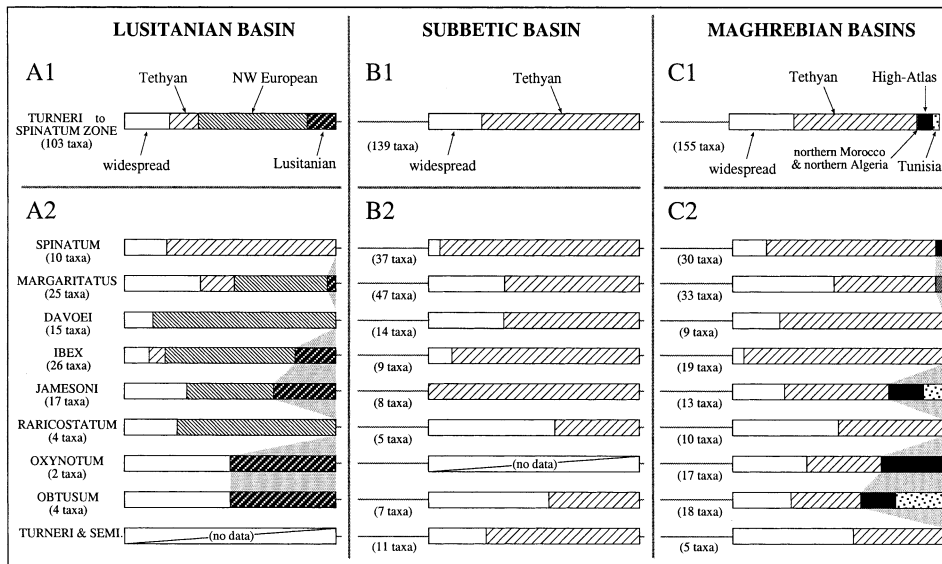 LUSITANIAN BASIN
SUBBETIC BASIN
MAGHREBIAN BASINS
A1
Tethyan
NW European
TURNERI to
SPINATUM ZONE
(103 taxa)
widespread
Lusitanian
B1
Tethyan
(139 taxa)
widespread
C1
Tethyan
High-Atlas
(155 taxa)
widespread
northern Morocco
& northern Algeria
Tunisia
A2
SPINATUM
(10 taxa)
MARGARITATUS
(25 taxa)
DAVOEI
(15 taxa)
IBEX
(26 taxa)
JAMESONI
(17 taxa)
RARICOSTATUM
(4 taxa)
OXYNOTUM
(2 taxa)
OBTUSUM
(4 taxa)
TURNERI & SEMI.
(no data)
B2
(37 taxa)
(47 taxa)
(14 taxa)
(9 taxa)
(8 taxa)
(5 taxa)
(no data)
(7 taxa)
(11 taxa)
C2
(30 taxa)
(33 taxa)
(9 taxa)
(19 taxa)
(13 taxa)
(10 taxa)
(17 taxa)
(18 taxa)
(5 taxa)